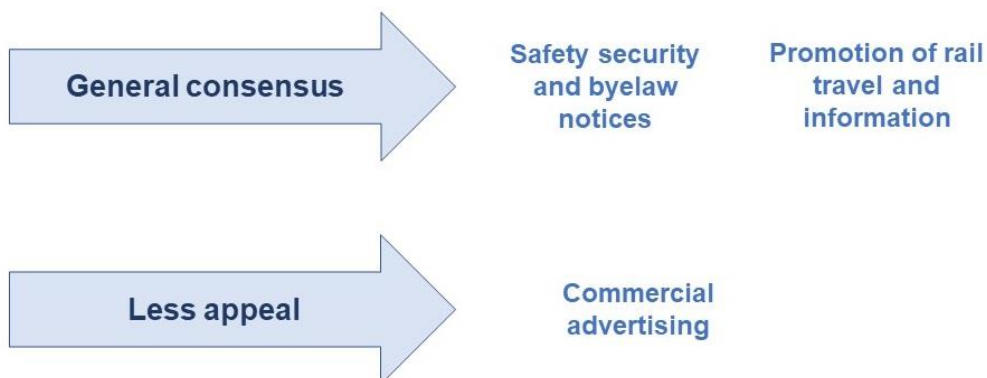 General consensus
Safety security
and byelaw
notices
Promotion of rail
travel and
information
Less appeal
Commercial
advertising